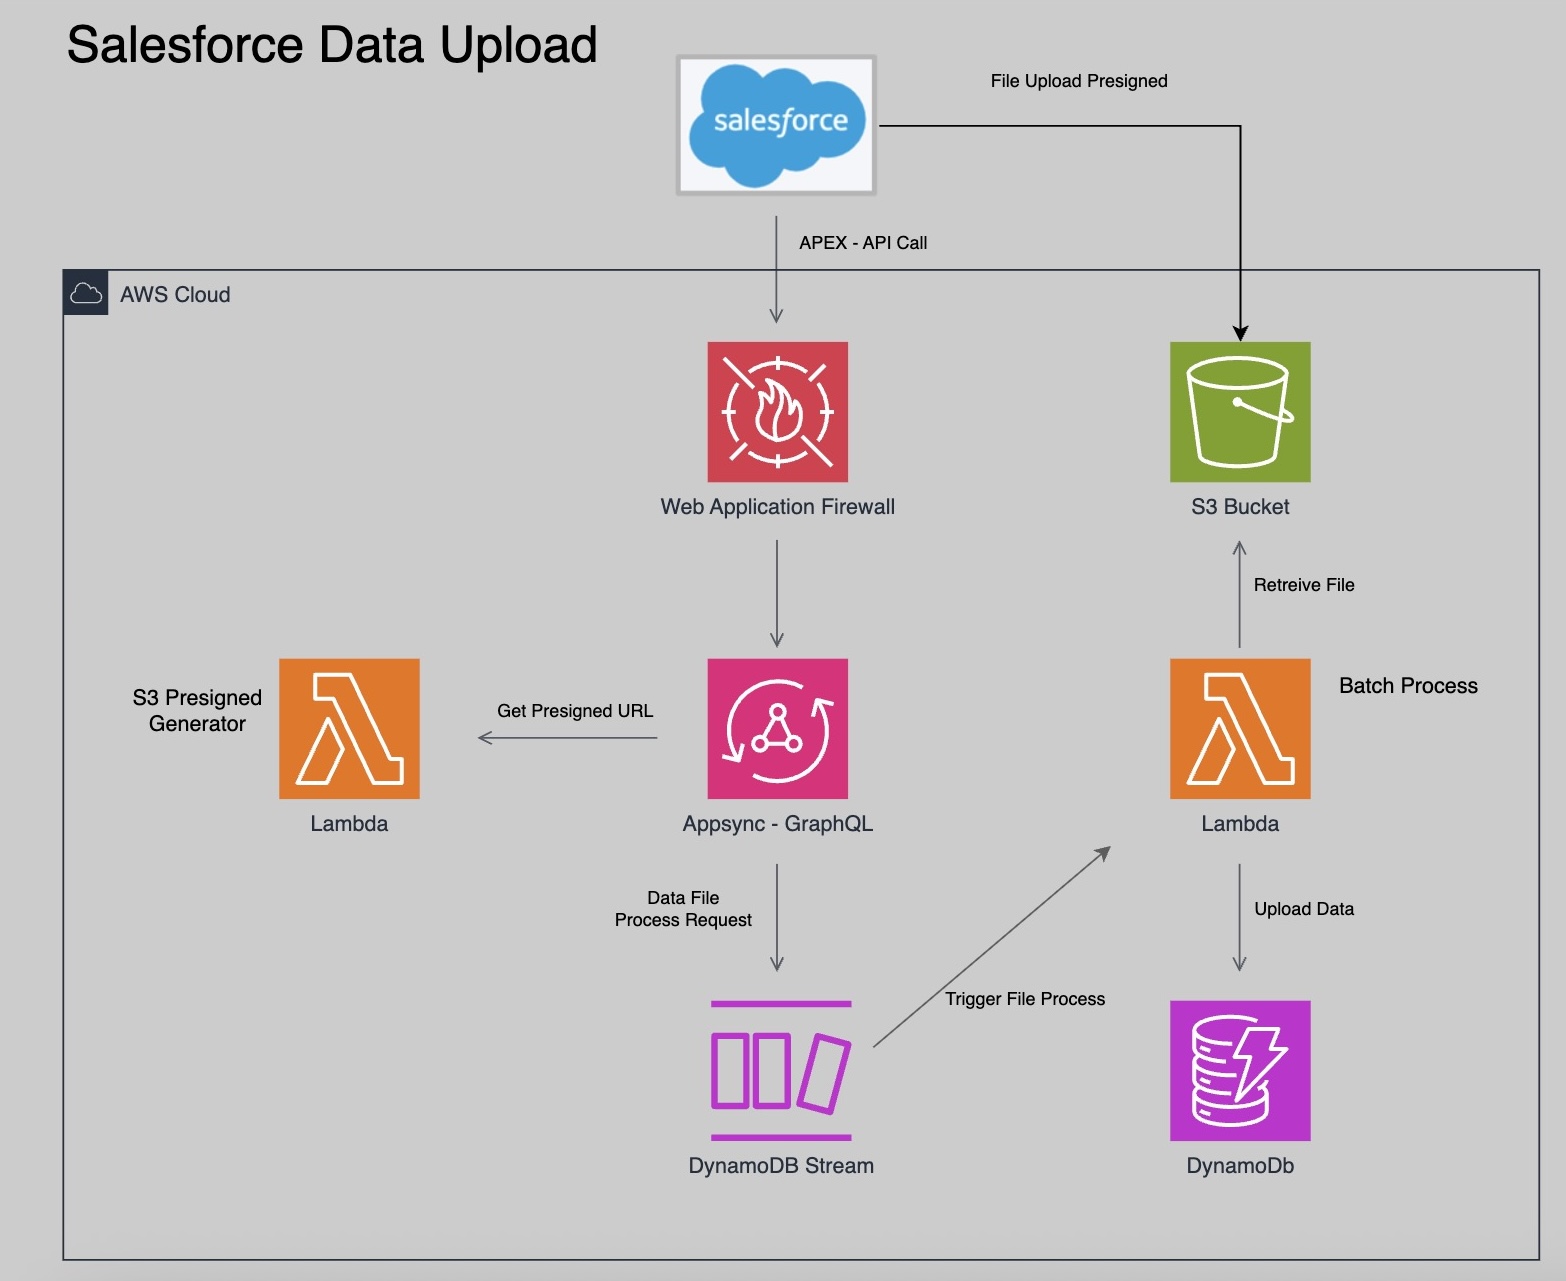 Salesforce Data Upload
salesforce
File Upload Presigned
APEX - API Call
AWS Cloud
Web Application Firewall
S3 Bucket
Retreive File
S3 Presigned
Generator
Get Presigned URL
Batch Process
Lambda
Appsync - GraphQL
Lambda
Data File
Process Request
Upload Data
Trigger File Process
DynamoDB Stream
DynamoDb